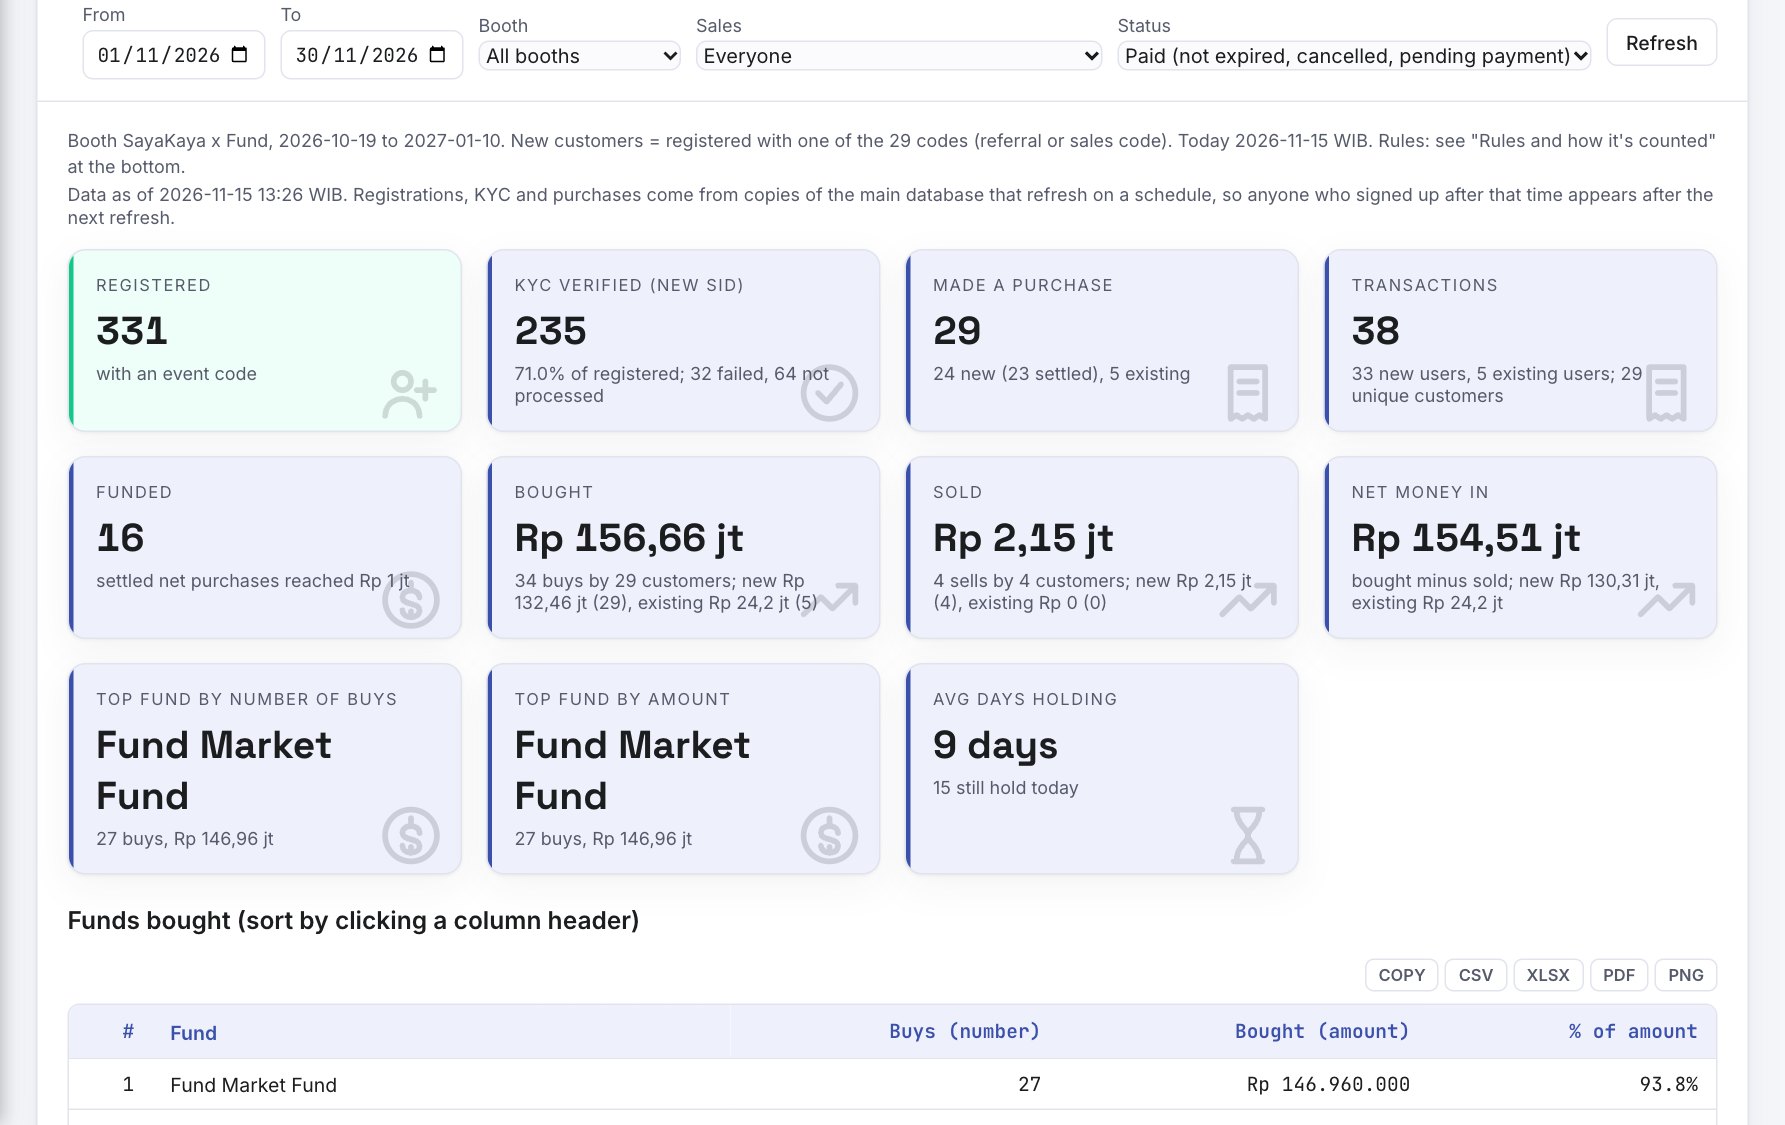 From
To
Booth
Sales
Status
01/11/2026
30/11/2026
All booths
Everyone
Paid (not expired, cancelled, pending payment)
Refresh
Booth SayaKaya x Fund, 2026-10-19 to 2027-01-10. New customers = registered with one of the 29 codes (referral or sales code). Today 2026-11-15 WIB. Rules: see "Rules and how it's counted"
at the bottom.
Data as of 2026-11-15 13:26 WIB. Registrations, KYC and purchases come from copies of the main database that refresh on a schedule, so anyone who signed up after that time appears after the
next refresh.
REGISTERED
331
with an event code
KYC VERIFIED (NEW SID)
235
71.0% of registered; 32 failed, 64 not
processed
MADE A PURCHASE
29
24 new (23 settled), 5 existing
TRANSACTIONS
38
33 new users, 5 existing users; 29
unique customers
FUNDED
16
settled net purchases reached Rp 1 jt
BOUGHT
Rp 156,66 jt
34 buys by 29 customers; new Rp
132,46 jt (29), existing Rp 24,2 jt (5)
SOLD
Rp 2,15 jt
4 sells by 4 customers; new Rp 2,15 jt
(4), existing Rp 0 (0)
NET MONEY IN
Rp 154,51 jt
bought minus sold; new Rp 130,31 jt,
existing Rp 24,2 jt
TOP FUND BY NUMBER OF BUYS
Fund Market
Fund
27 buys, Rp 146,96 jt
TOP FUND BY AMOUNT
Fund Market
Fund
27 buys, Rp 146,96 jt
AVG DAYS HOLDING
9 days
15 still hold today
Funds bought (sort by clicking a column header)
COPY
CSV
XLSX
PDF
PNG
# Fund Buys (number) Bought (amount) % of amount
1 Fund Market Fund 27 Rp 146.960.000 93.8%